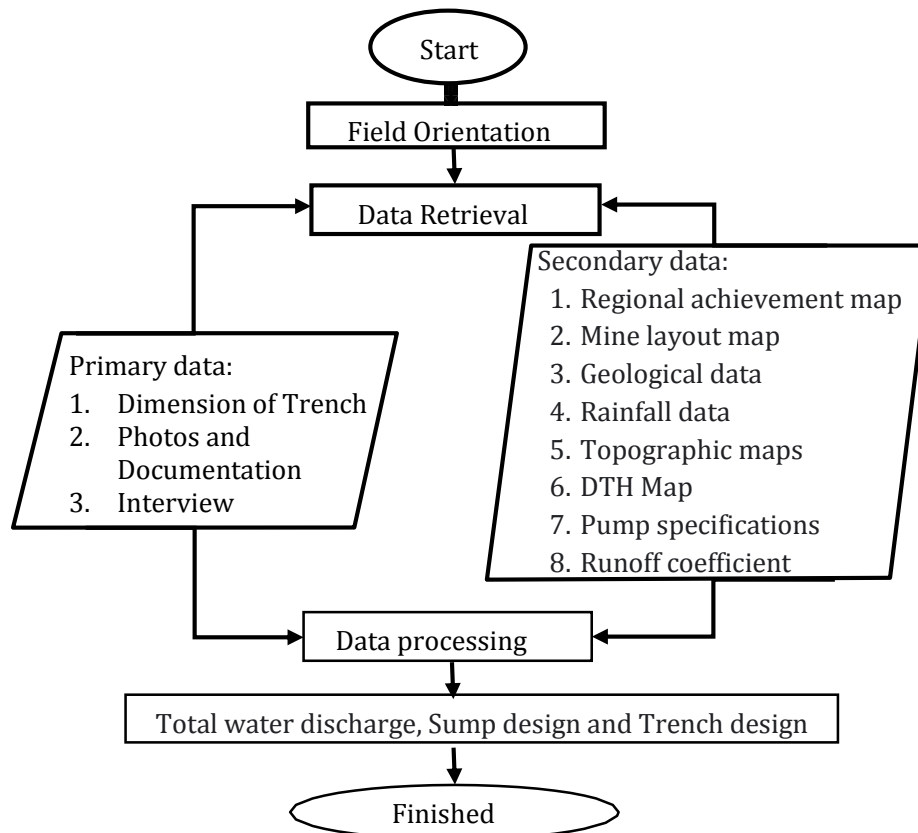 Start
Field Orientation
Data Retrieval
Primary data:
1. Dimension of Trench
2. Photos and
Documentation
3. Interview
Secondary data:
1. Regional achievement map
2. Mine layout map
3. Geological data
4. Rainfall data
5. Topographic maps
6. DTH Map
7. Pump specifications
8. Runoff coefficient
Data processing
Total water discharge, Sump design and Trench design
Finished